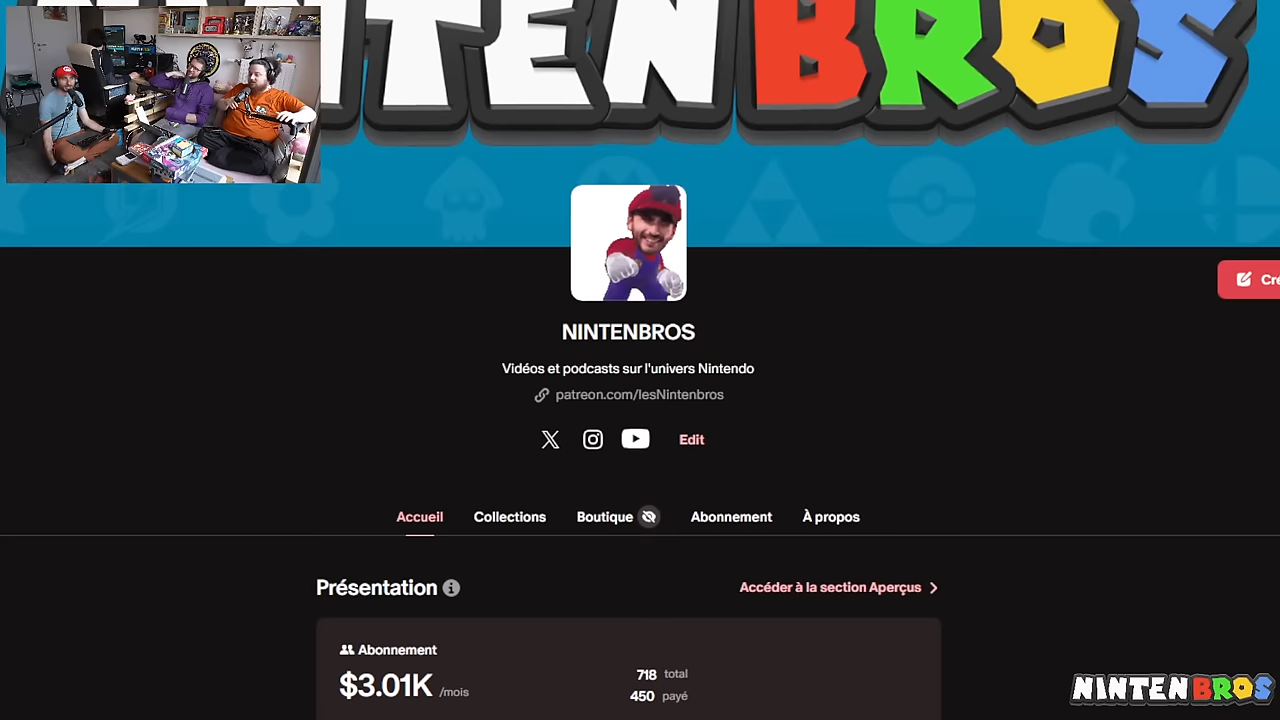 NINTENBROS
NINTENBROS
Vidéos et podcasts sur l'univers Nintendo
patreon.com/lesNintenbros
Edit
Accueil
Collections
Boutique
Abonnement
À propos
Présentation
Accéder à la section Aperçus
Abonnement
$3.01K /mois
718 total
450 payé
NINTENBROS